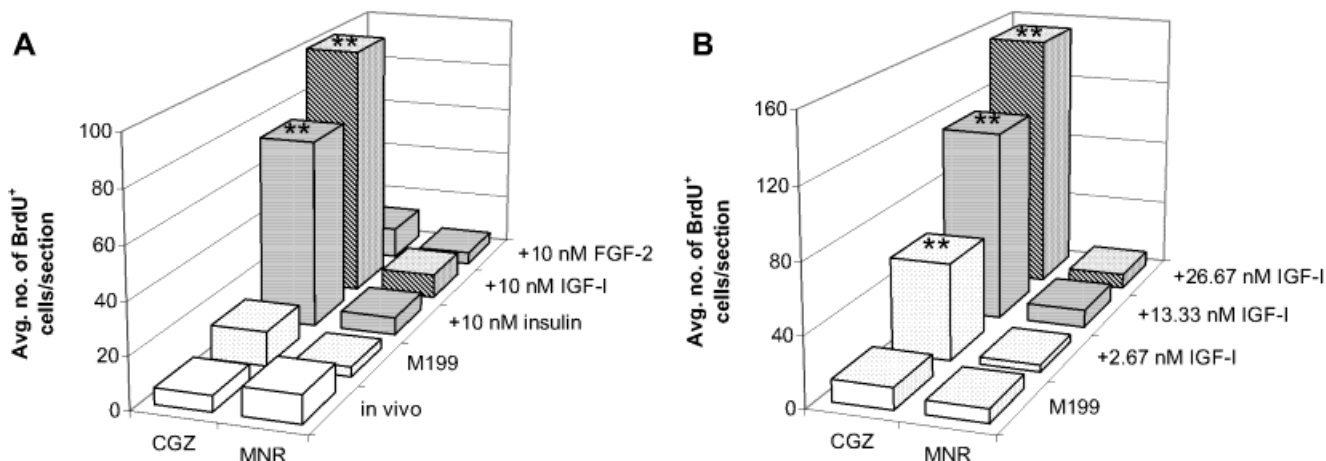 A
Avg. no. of BrdU⁺
cells/section
100
80
60
40
20
0
**
**
+10 nM FGF-2
+10 nM IGF-I
+10 nM insulin
M199
in vivo
CGZ
MNR
B
Avg. no. of BrdU⁺
cells/section
160
120
80
40
0
**
**
**
+26.67 nM IGF-I
+13.33 nM IGF-I
+2.67 nM IGF-I
M199
CGZ
MNR